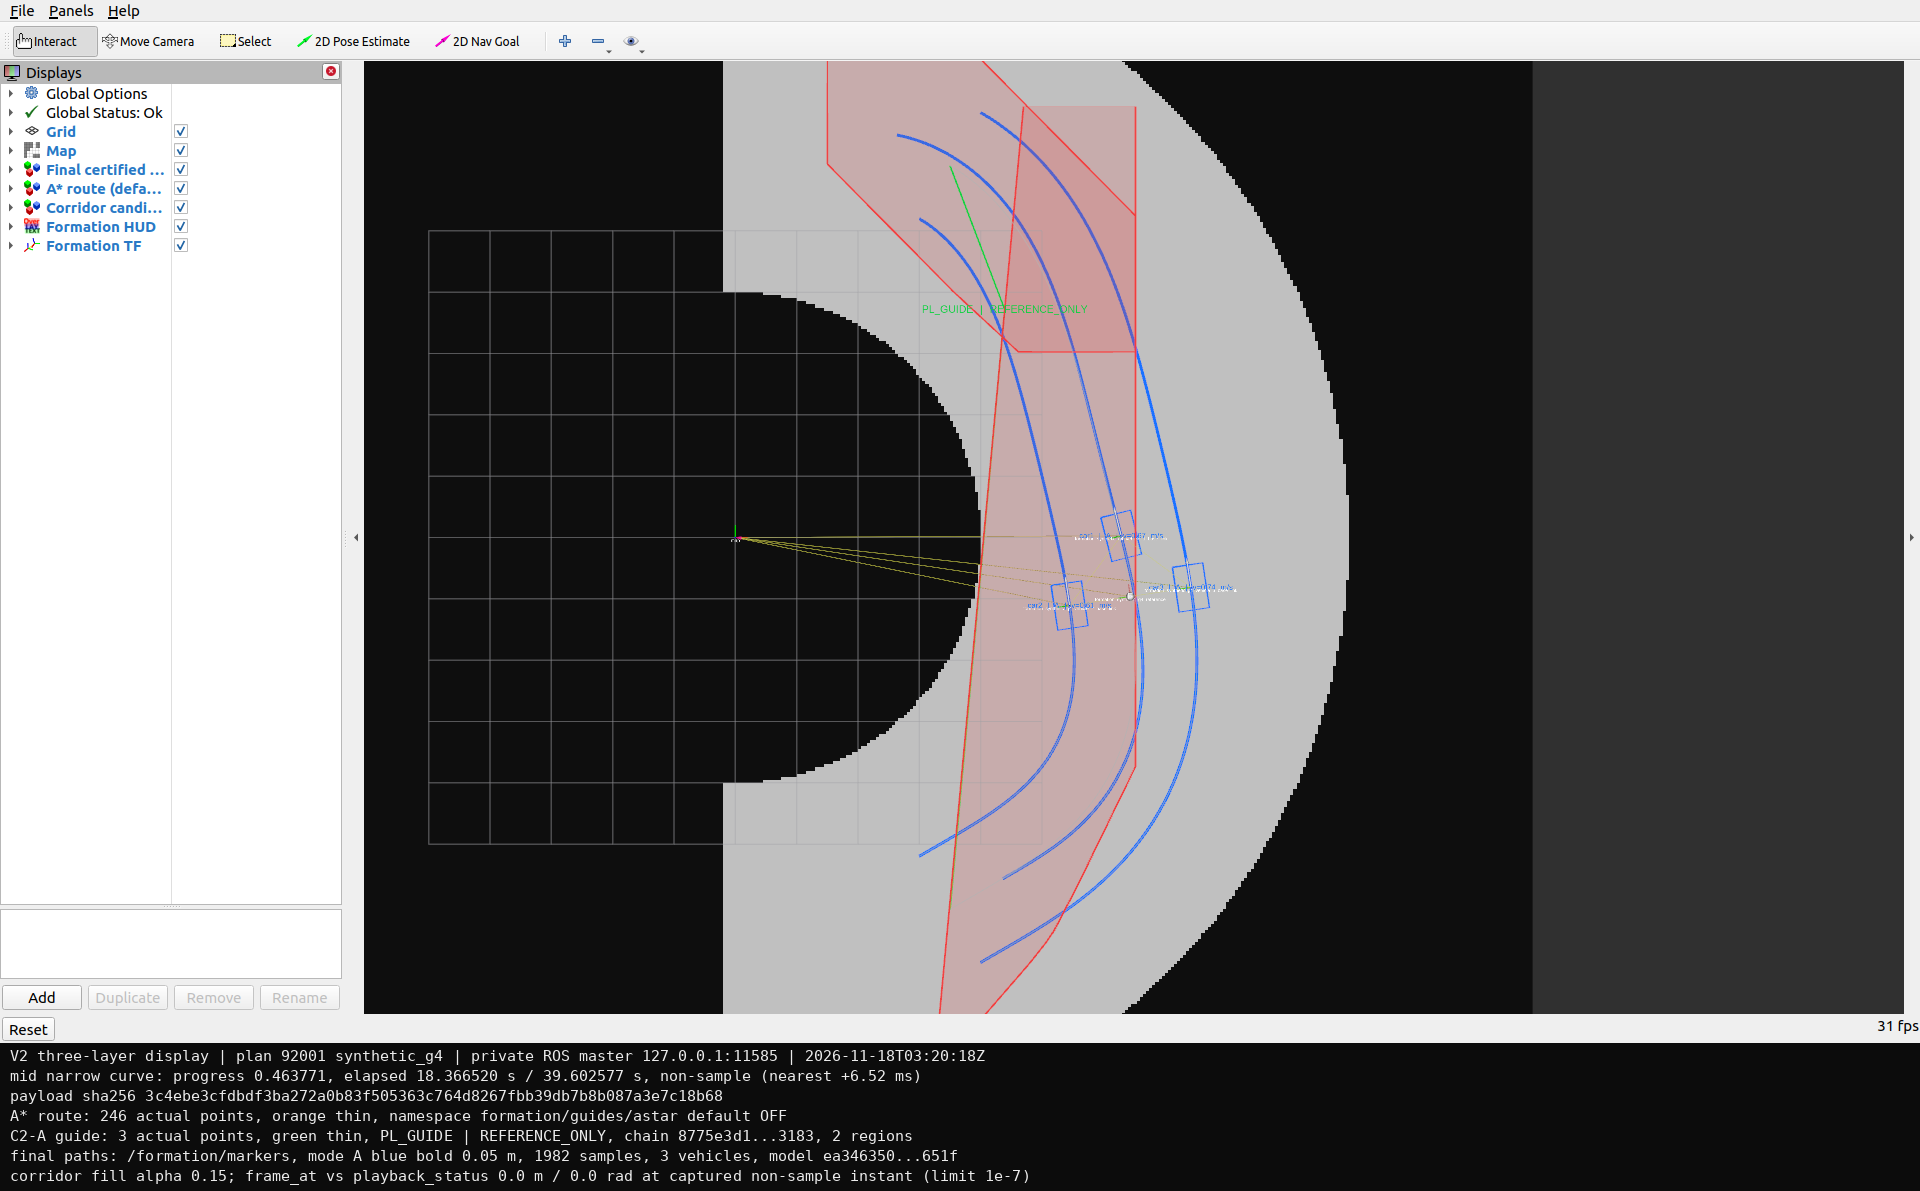 File Panels Help
Interact Move Camera Select 2D Pose Estimate 2D Nav Goal
Displays
Global Options
Global Status: Ok
Grid
Map
Final certified ...
A* route (defa...
Corridor candi...
Formation HUD
Formation TF
Add Duplicate Remove Rename
Reset
PL_GUIDE | REFERENCE_ONLY
31 fps
V2 three-layer display | plan 92001 synthetic_g4 | private ROS master 127.0.0.1:11585 | 2026-11-18T03:20:18Z
mid narrow curve: progress 0.463771, elapsed 18.366520 s / 39.602577 s, non-sample (nearest +6.52 ms)
payload sha256 3c4ebe3cfdbdf3ba272a0b83f505363c764d8267fbb39db7b8b087a3e7c18b68
A* route: 246 actual points, orange thin, namespace formation/guides/astar default OFF
C2-A guide: 3 actual points, green thin, PL_GUIDE | REFERENCE_ONLY, chain 8775e3d1...3183, 2 regions
final paths: /formation/markers, mode A blue bold 0.05 m, 1982 samples, 3 vehicles, model ea346350...651f
corridor fill alpha 0.15; frame_at vs playback_status 0.0 m / 0.0 rad at captured non-sample instant (limit 1e-7)